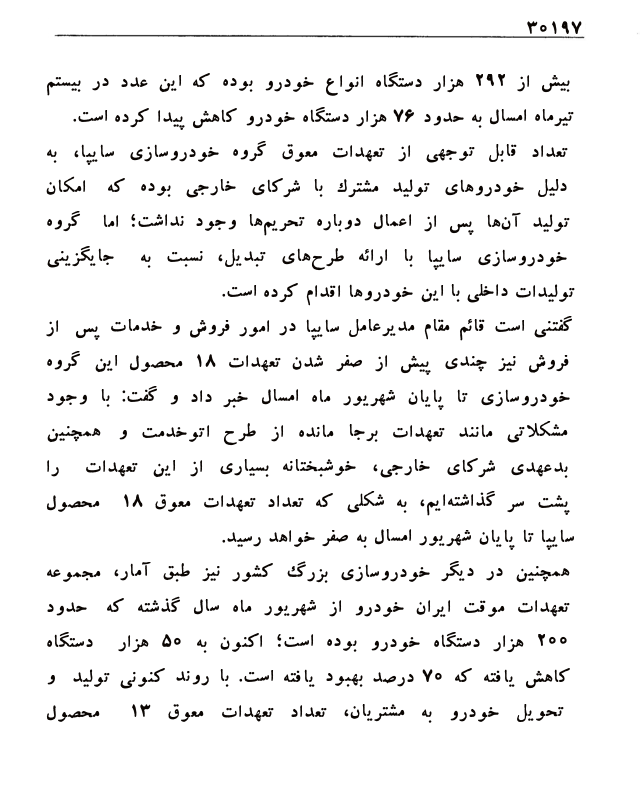 ۳۰۱۹۷
بیش از ۲۹۲ هزار دستگاه انواع خودرو بوده که این عدد در بیستم
تیرماه امسال به حدود ۷۶ هزار دستگاه خودرو کاهش پیدا کرده است.
تعداد قابل توجهی از تعهدات معوق گروه خودروسازی سایپا، به
دلیل خودروهای تولید مشترك با شرکای خارجی بوده که امکان
تولید آن‌ها پس از اعمال دوباره تحریم‌ها وجود نداشت؛ اما گروه
خودروسازی سایپا با ارائه طرح‌های تبدیل، نسبت به جایگزینی
تولیدات داخلی با این خودروها اقدام کرده است.
گفتنی است قائم مقام مدیرعامل سایپا در امور فروش و خدمات پس از
فروش نیز چندی پیش از صفر شدن تعهدات ۱۸ محصول این گروه
خودروسازی تا پایان شهریور ماه امسال خبر داد و گفت: با وجود
مشکلاتی مانند تعهدات برجا مانده از طرح اتوخدمت و همچنین
بدعهدی شرکای خارجی، خوشبختانه بسیاری از این تعهدات را
پشت سر گذاشته‌ایم، به شکلی که تعداد تعهدات معوق ۱۸ محصول
سایپا تا پایان شهریور امسال به صفر خواهد رسید.
همچنین در دیگر خودروسازی بزرگ کشور نیز طبق آمار، مجموعه
تعهدات موقت ایران خودرو از شهریور ماه سال گذشته که حدود
۲۰۰ هزار دستگاه خودرو بوده است؛ اکنون به ۵۰ هزار دستگاه
کاهش یافته که ۷۰ درصد بهبود یافته است. با روند کنونی تولید و
تحویل خودرو به مشتریان، تعداد تعهدات معوق ۱۳ محصول